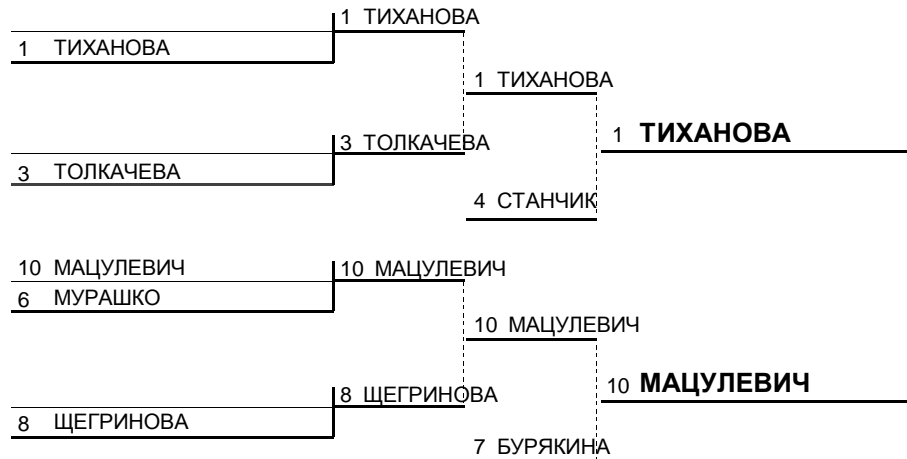 1 ТИХАНОВА
1 ТИХАНОВА
1 ТИХАНОВА
1 ТИХАНОВА
3 ТОЛКАЧЕВА
3 ТОЛКАЧЕВА
4 СТАНЧИК
10 МАЦУЛЕВИЧ 10 МАЦУЛЕВИЧ
6 МУРАШКО
10 МАЦУЛЕВИЧ
10 МАЦУЛЕВИЧ
8 ЩЕГРИНОВА
8 ЩЕГРИНОВА
7 БУРЯКИНА